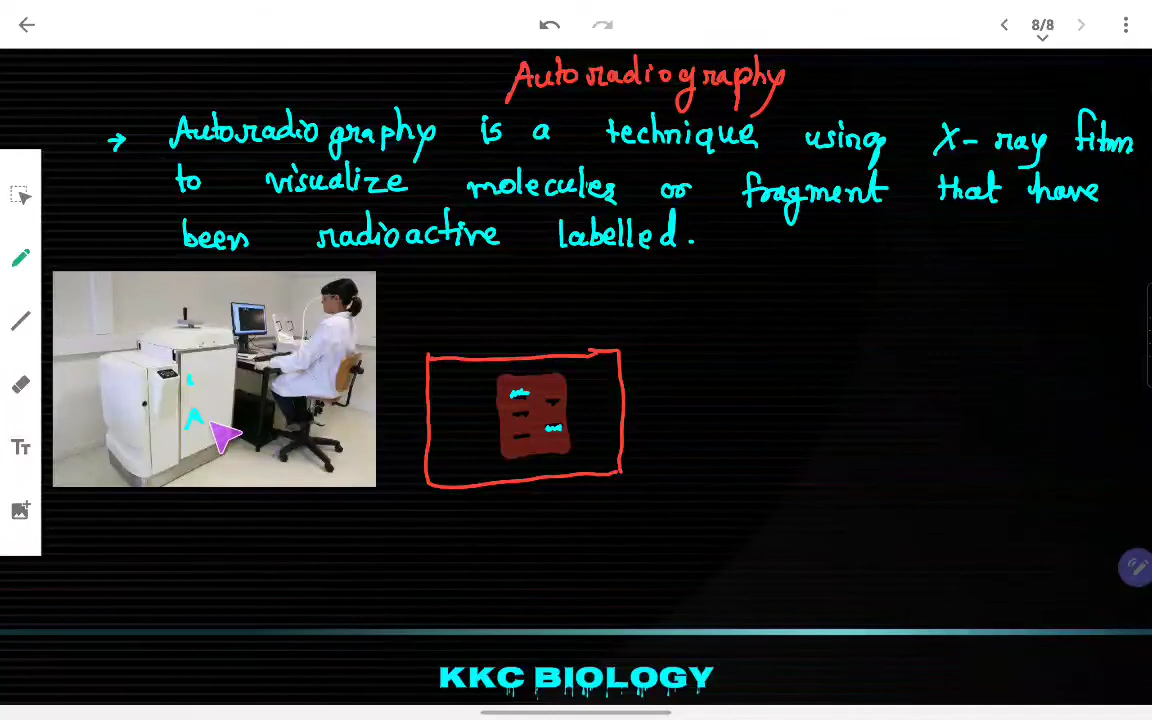 8/8
Autoradiography
→ Autoradiography is a technique using X-ray film
to visualize molecules or fragment that have
been radioactive labelled.
A
Tт
KKC BIOLOGY